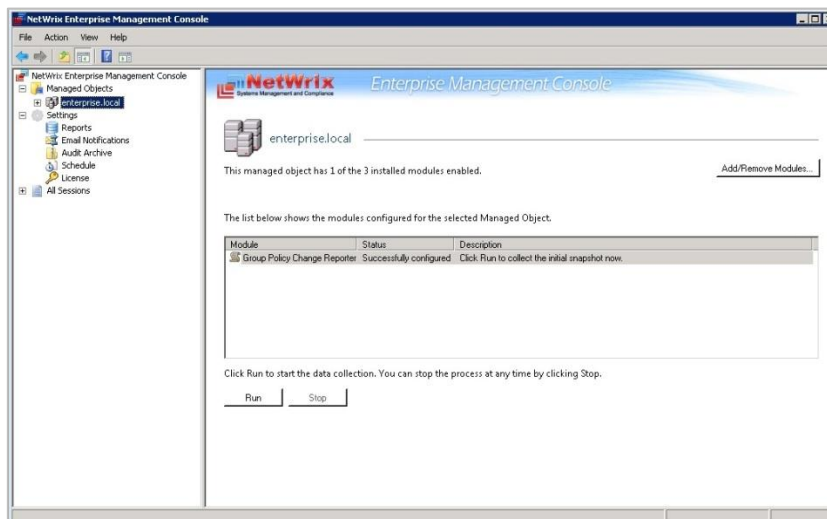 NetWrix Enterprise Management Console
File Action View Help
NetWrix Enterprise Management Console
Managed Objects
enterprise.local
Settings
Reports
Email Notifications
Audit Archive
Schedule
License
All Sessions
NetWrix Enterprise Management Console
Systems Management and Compliance
enterprise.local
This managed object has 1 of the 3 installed modules enabled. Add/Remove Modules...
The list below shows the modules configured for the selected Managed Object.
Module Status Description
Group Policy Change Reporter Successfully configured Click Run to collect the initial snapshot now.
Click Run to start the data collection. You can stop the process at any time by clicking Stop.
Run Stop